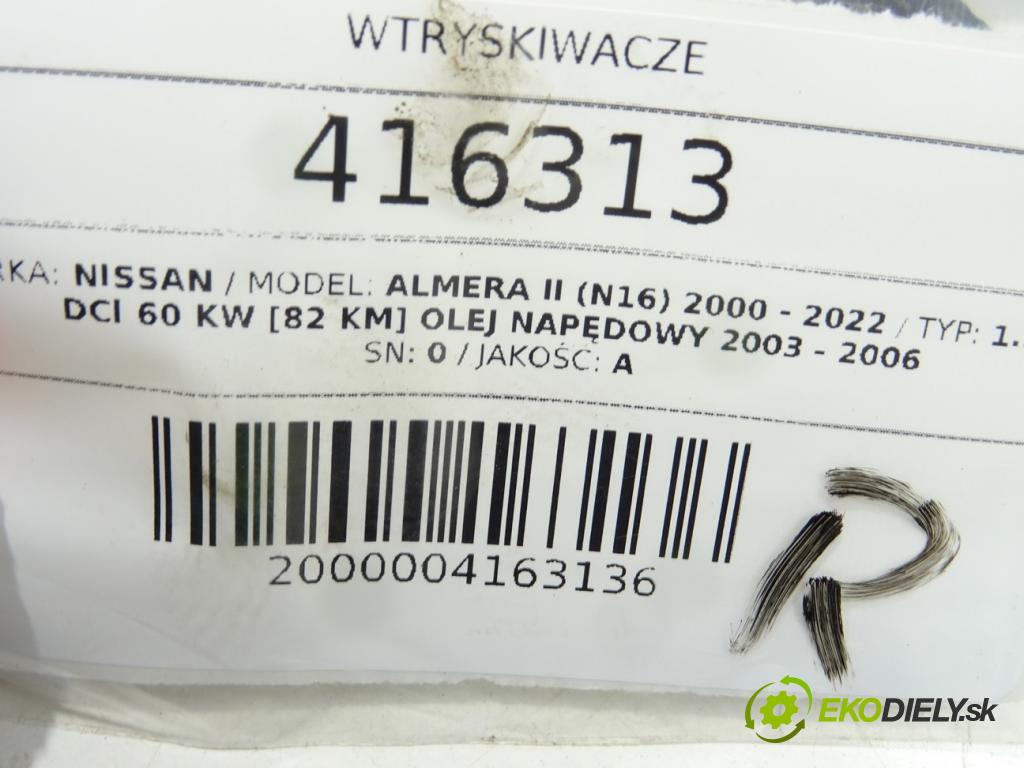 WTRYSKIWACZE
416313
RKA: NISSAN / MODEL: ALMERA II (N16) 2000 - 2022 / TYP: 1.
DCI 60 KW [82 KM] OLEJ NAPĘDOWY 2003 - 2006
SN: 0 / JAKOŚĆ: A
2000004163136
R
EKODIELY.sk